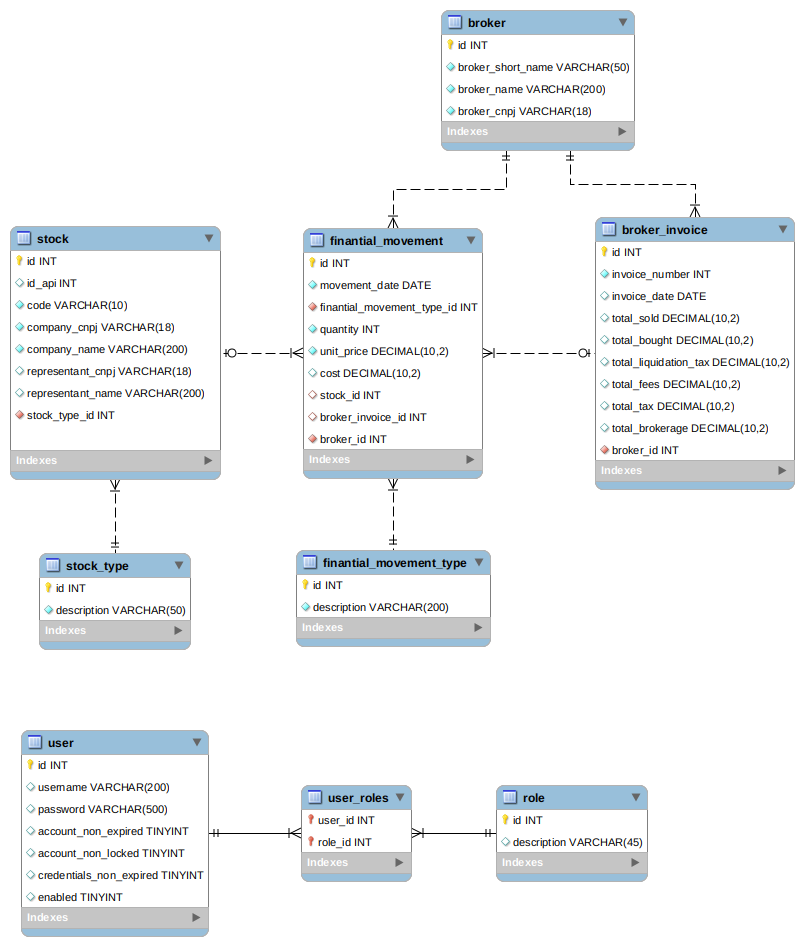 broker
id INT
broker_short_name VARCHAR(50)
broker_name VARCHAR(200)
broker_cnpj VARCHAR(18)
Indexes
stock
id INT
id_api INT
code VARCHAR(10)
company_cnpj VARCHAR(18)
company_name VARCHAR(200)
representant_cnpj VARCHAR(18)
representant_name VARCHAR(200)
stock_type_id INT
Indexes
finantial_movement
id INT
movement_date DATE
finantial_movement_type_id INT
quantity INT
unit_price DECIMAL(10,2)
cost DECIMAL(10,2)
stock_id INT
broker_invoice_id INT
broker_id INT
Indexes
broker_invoice
id INT
invoice_number INT
invoice_date DATE
total_sold DECIMAL(10,2)
total_bought DECIMAL(10,2)
total_liquidation_tax DECIMAL(10,2)
total_fees DECIMAL(10,2)
total_tax DECIMAL(10,2)
total_brokerage DECIMAL(10,2)
broker_id INT
Indexes
stock_type
id INT
description VARCHAR(50)
Indexes
finantial_movement_type
id INT
description VARCHAR(200)
Indexes
user
id INT
username VARCHAR(200)
password VARCHAR(500)
account_non_expired TINYINT
account_non_locked TINYINT
credentials_non_expired TINYINT
enabled TINYINT
Indexes
user_roles
user_id INT
role_id INT
Indexes
role
id INT
description VARCHAR(45)
Indexes